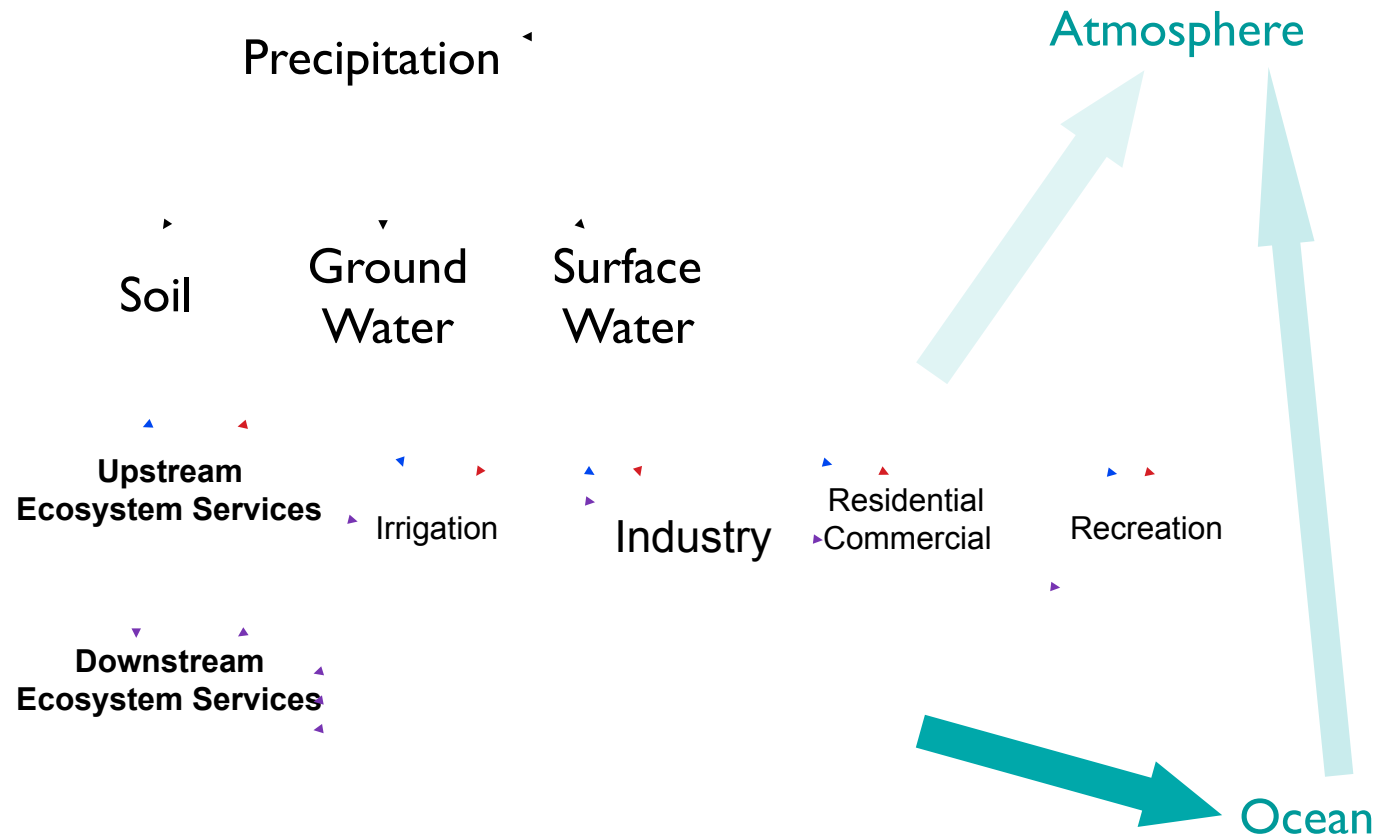 Precipitation
Atmosphere
Soil
Ground
Water
Surface
Water
Upstream
Ecosystem Services
Irrigation
Industry
Residential
Commercial
Recreation
Downstream
Ecosystem Services
Ocean